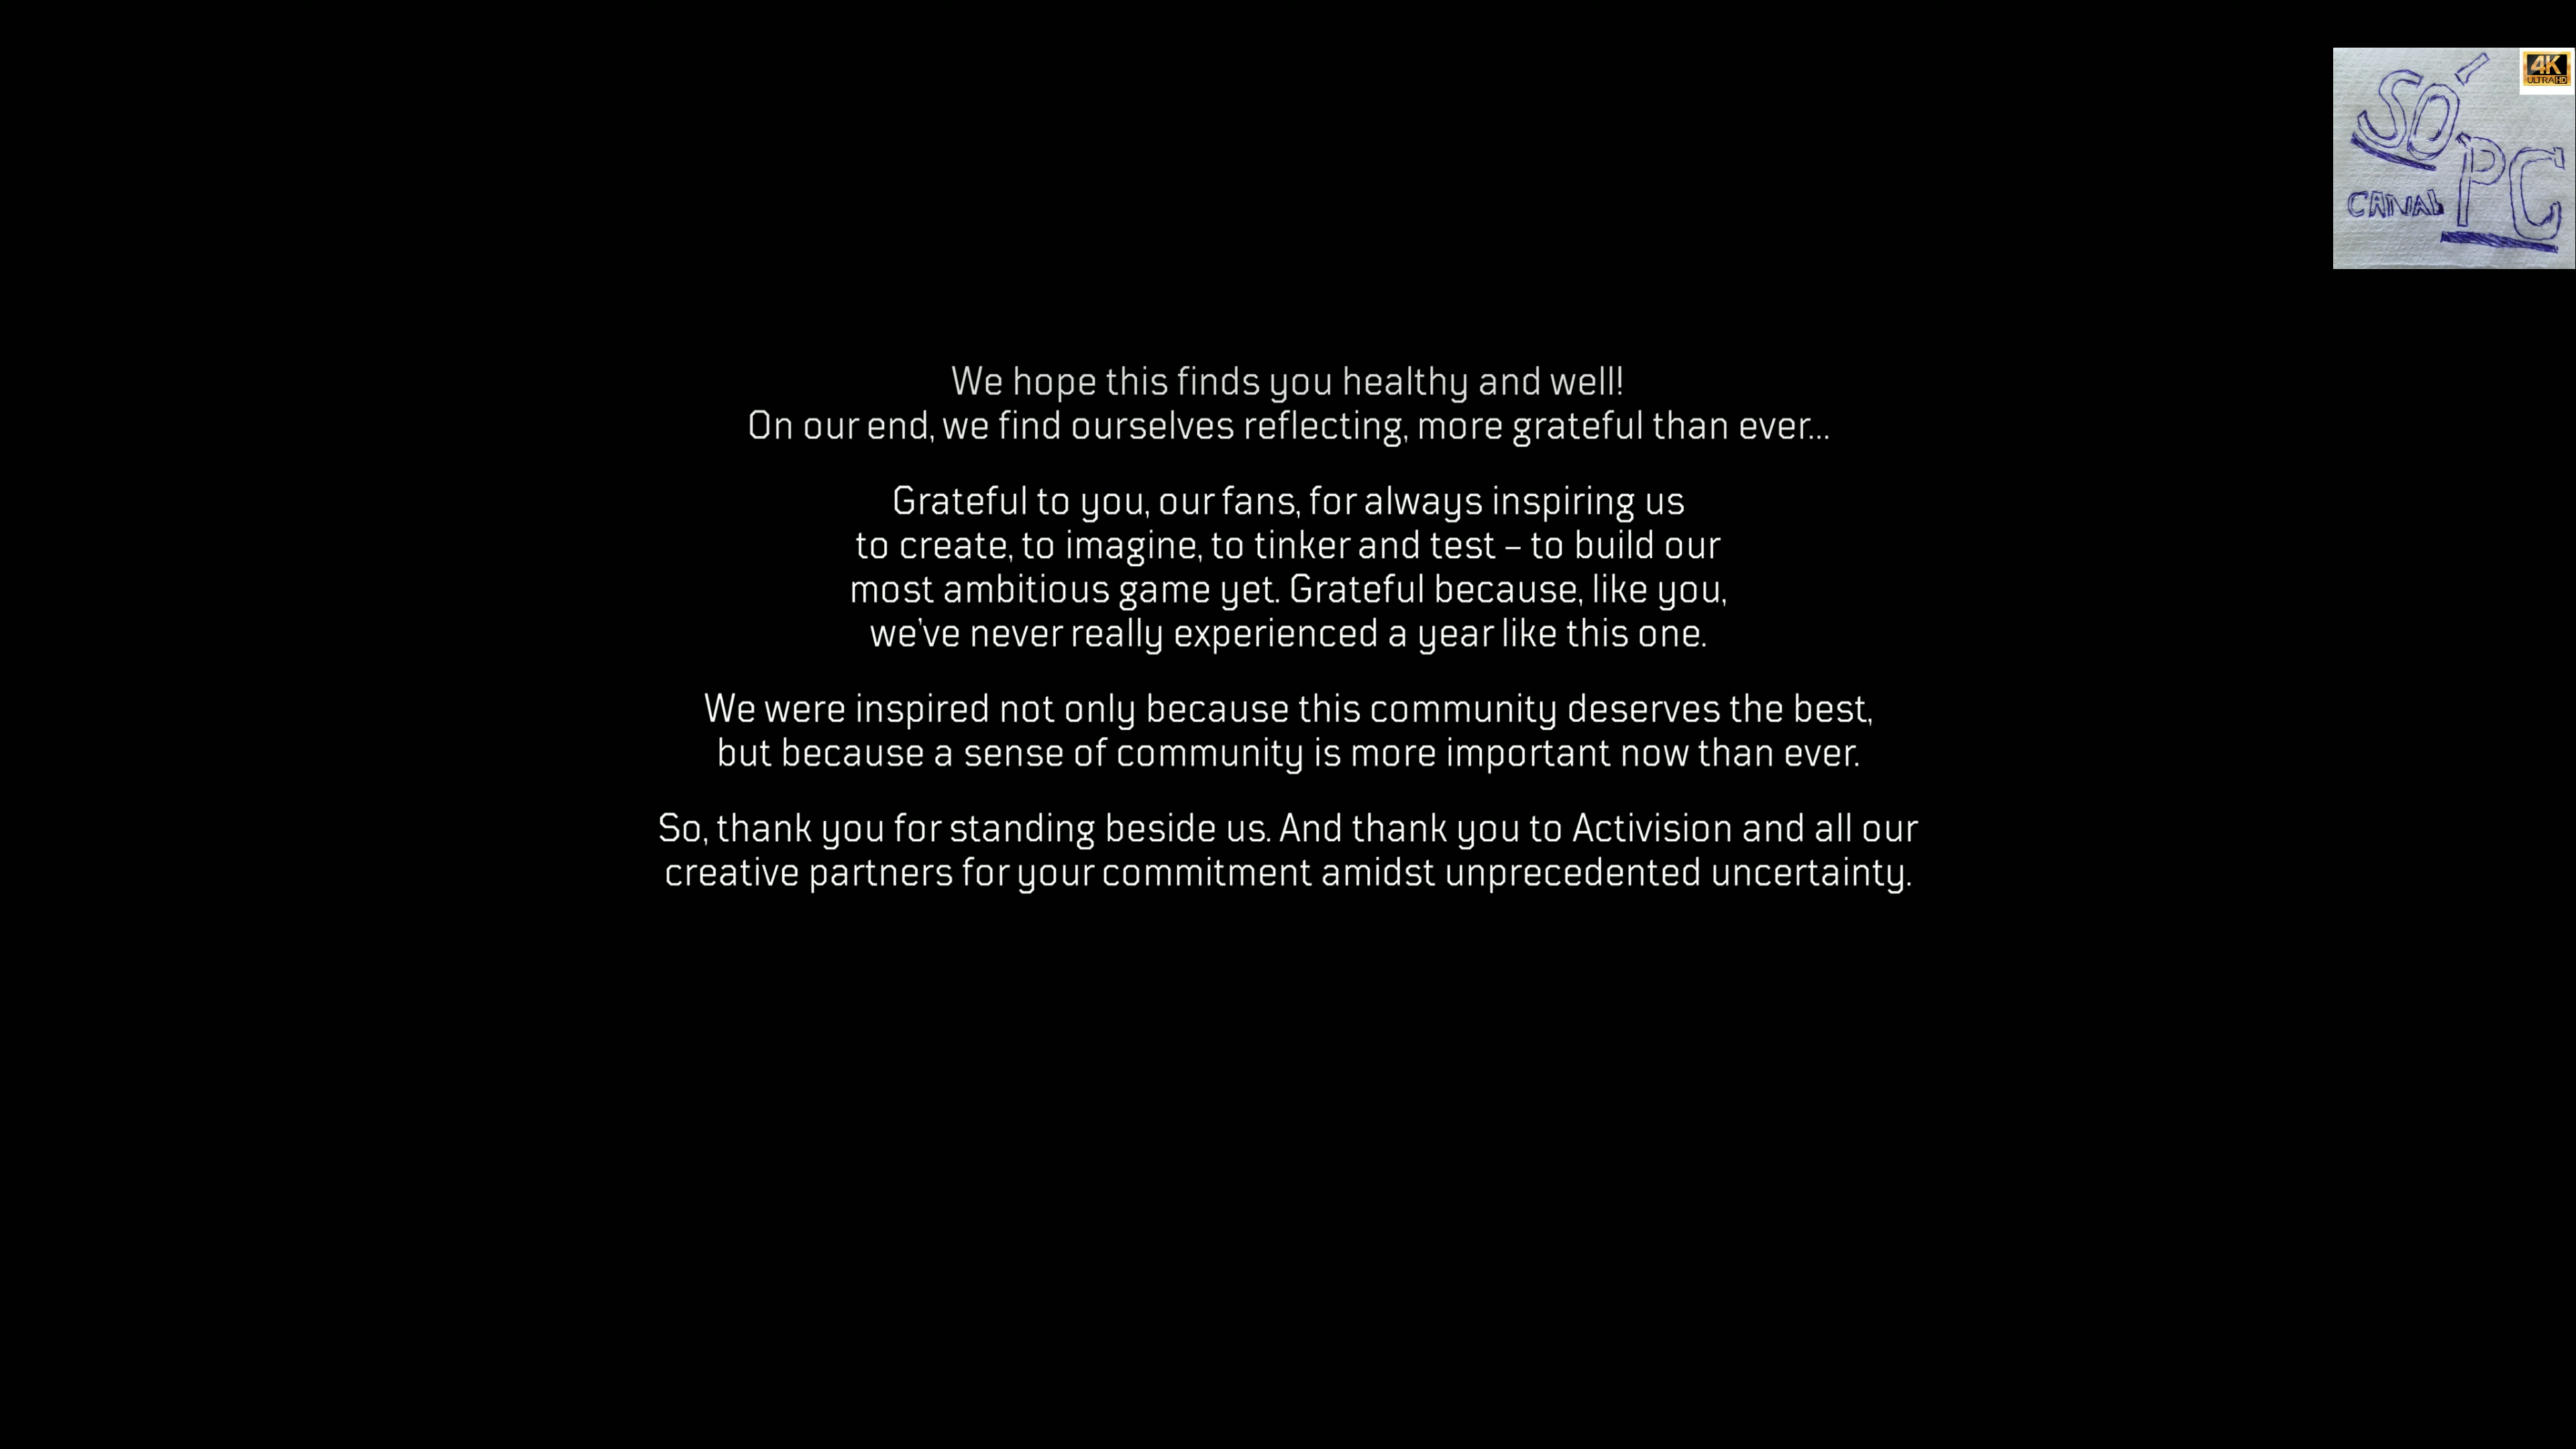 SÓ
4K
ULTRA HD
PC
CANAL
We hope this finds you healthy and well!
On our end, we find ourselves reflecting, more grateful than ever...
Grateful to you, our fans, for always inspiring us
to create, to imagine, to tinker and test – to build our
most ambitious game yet. Grateful because, like you,
we've never really experienced a year like this one.
We were inspired not only because this community deserves the best,
but because a sense of community is more important now than ever.
So, thank you for standing beside us. And thank you to Activision and all our
creative partners for your commitment amidst unprecedented uncertainty.